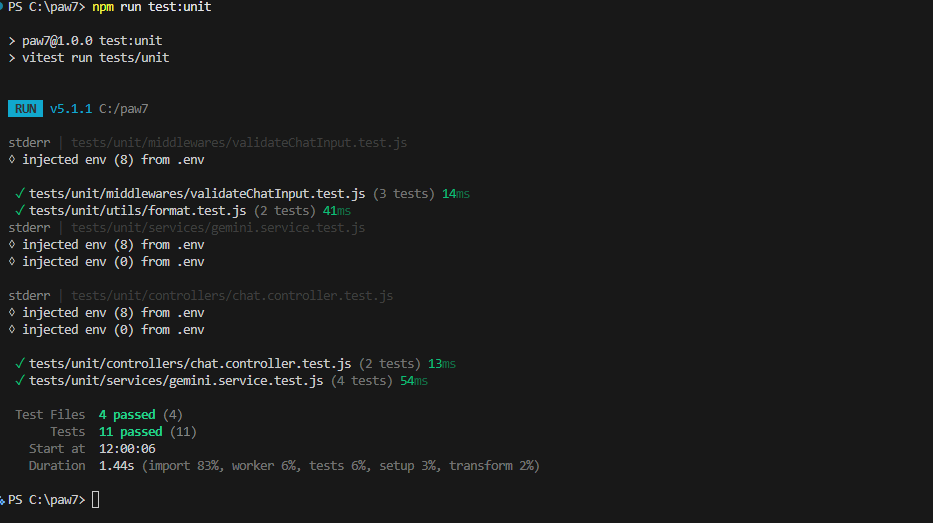 PS C:\paw7> npm run test:unit
> paw7@1.0.0 test:unit
> vitest run tests/unit
RUN v5.1.1 C:/paw7
stderr | tests/unit/middlewares/validateChatInput.test.js
◊ injected env (8) from .env
✓ tests/unit/middlewares/validateChatInput.test.js (3 tests) 14ms
✓ tests/unit/utils/format.test.js (2 tests) 41ms
stderr | tests/unit/services/gemini.service.test.js
◊ injected env (8) from .env
◊ injected env (0) from .env
stderr | tests/unit/controllers/chat.controller.test.js
◊ injected env (8) from .env
◊ injected env (0) from .env
✓ tests/unit/controllers/chat.controller.test.js (2 tests) 13ms
✓ tests/unit/services/gemini.service.test.js (4 tests) 54ms
Test Files 4 passed (4)
Tests 11 passed (11)
Start at 12:00:06
Duration 1.44s (import 83%, worker 6%, tests 6%, setup 3%, transform 2%)
PS C:\paw7>